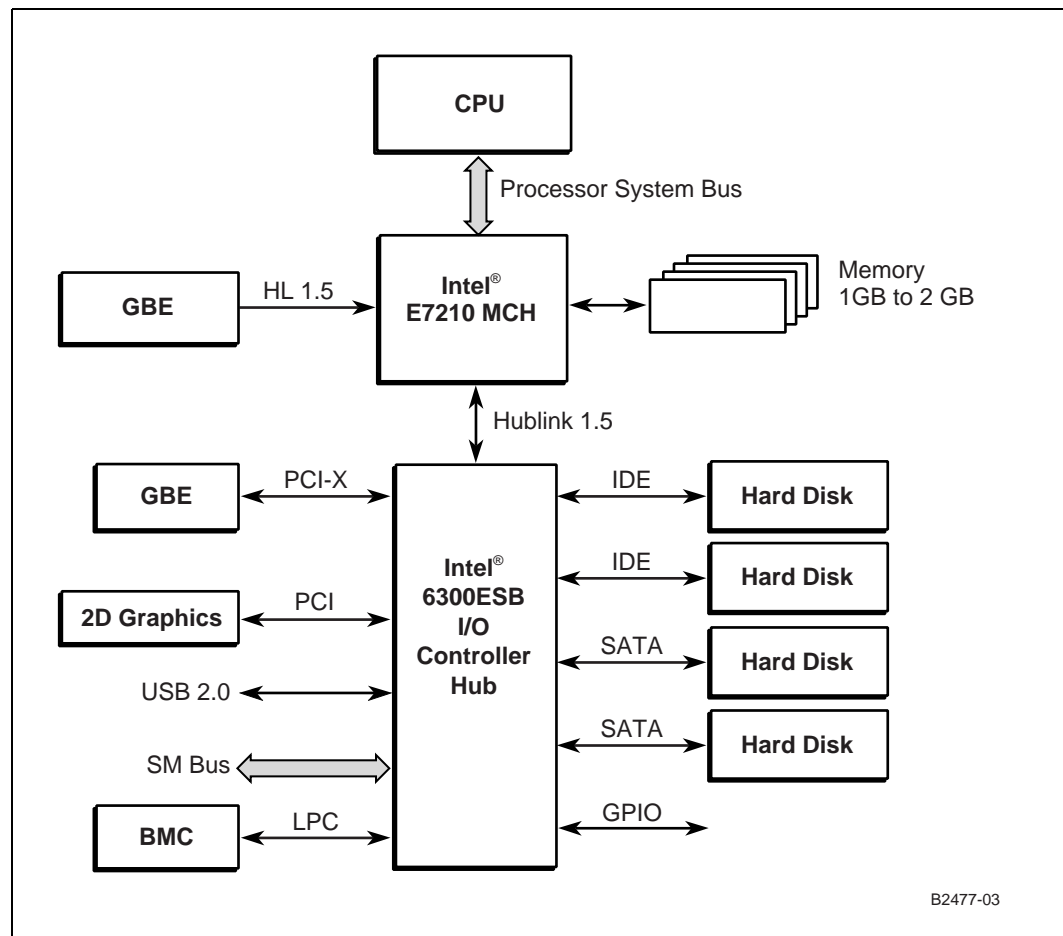 CPU
Processor System Bus
GBE
HL 1.5
Intel®
E7210 MCH
Memory
1GB to 2 GB
Hublink 1.5
GBE
PCI-X
IDE
Hard Disk
IDE
Hard Disk
Intel®
6300ESB
I/O
Controller
Hub
2D Graphics
PCI
SATA
Hard Disk
USB 2.0
SATA
Hard Disk
SM Bus
BMC
LPC
GPIO
B2477-03